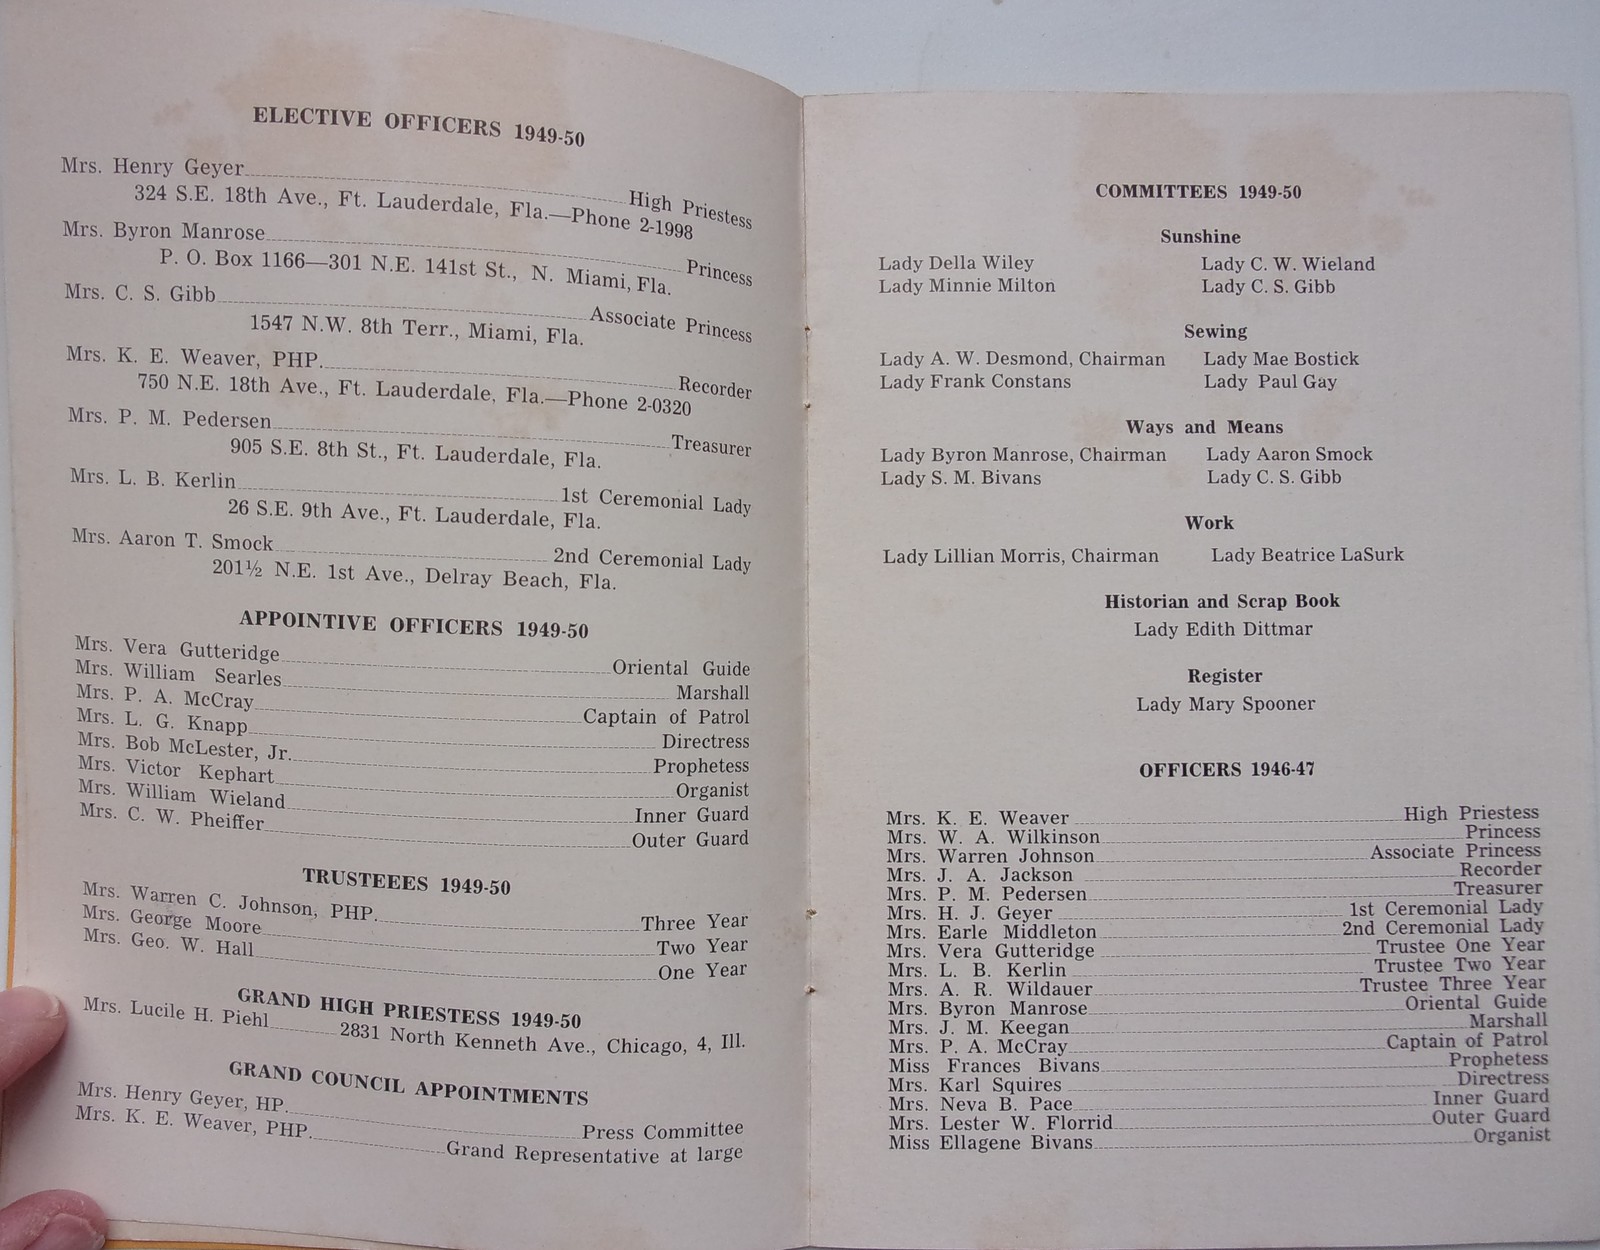 ELECTIVE OFFICERS 1949-50
Mrs. Henry Geyer High Priestess
324 S.E. 18th Ave., Ft. Lauderdale, Fla.—Phone 2-1998
Mrs. Byron Manrose Princess
P. O. Box 1166—301 N.E. 141st St., N. Miami, Fla.
Mrs. C. S. Gibb Associate Princess
1547 N.W. 8th Terr., Miami, Fla.
Mrs. K. E. Weaver, PHP. Recorder
750 N.E. 18th Ave., Ft. Lauderdale, Fla.—Phone 2-0320
Mrs. P. M. Pedersen Treasurer
905 S.E. 8th St., Ft. Lauderdale, Fla.
Mrs. L. B. Kerlin 1st Ceremonial Lady
26 S.E. 9th Ave., Ft. Lauderdale, Fla.
Mrs. Aaron T. Smock 2nd Ceremonial Lady
201½ N.E. 1st Ave., Delray Beach, Fla.
APPOINTIVE OFFICERS 1949-50
Mrs. Vera Gutteridge Oriental Guide
Mrs. William Searles Marshall
Mrs. P. A. McCray Captain of Patrol
Mrs. L. G. Knapp Directress
Mrs. Bob McLester, Jr. Prophetess
Mrs. Victor Kephart Organist
Mrs. William Wieland Inner Guard
Mrs. C. W. Pheiffer Outer Guard
TRUSTEEES 1949-50
Mrs. Warren C. Johnson, PHP. Three Year
Mrs. George Moore Two Year
Mrs. Geo. W. Hall One Year
GRAND HIGH PRIESTESS 1949-50
Mrs. Lucile H. Piehl 2831 North Kenneth Ave., Chicago, 4, Ill.
GRAND COUNCIL APPOINTMENTS
Mrs. Henry Geyer, HP. Press Committee
Mrs. K. E. Weaver, PHP. Grand Representative at large
COMMITTEES 1949-50
Sunshine
Lady Della Wiley Lady C. W. Wieland
Lady Minnie Milton Lady C. S. Gibb
Sewing
Lady A. W. Desmond, Chairman Lady Mae Bostick
Lady Frank Constans Lady Paul Gay
Ways and Means
Lady Byron Manrose, Chairman Lady Aaron Smock
Lady S. M. Bivans Lady C. S. Gibb
Work
Lady Lillian Morris, Chairman Lady Beatrice LaSurk
Historian and Scrap Book
Lady Edith Dittmar
Register
Lady Mary Spooner
OFFICERS 1946-47
Mrs. K. E. Weaver High Priestess
Mrs. W. A. Wilkinson Princess
Mrs. Warren Johnson Associate Princess
Mrs. J. A. Jackson Recorder
Mrs. P. M. Pedersen Treasurer
Mrs. H. J. Geyer 1st Ceremonial Lady
Mrs. Earle Middleton 2nd Ceremonial Lady
Mrs. Vera Gutteridge Trustee One Year
Mrs. L. B. Kerlin Trustee Two Year
Mrs. A. R. Wildauer Trustee Three Year
Mrs. Byron Manrose Oriental Guide
Mrs. J. M. Keegan Marshall
Mrs. P. A. McCray Captain of Patrol
Miss Frances Bivans Prophetess
Mrs. Karl Squires Directress
Mrs. Neva B. Pace Inner Guard
Mrs. Lester W. Florrid Outer Guard
Miss Ellagene Bivans Organist